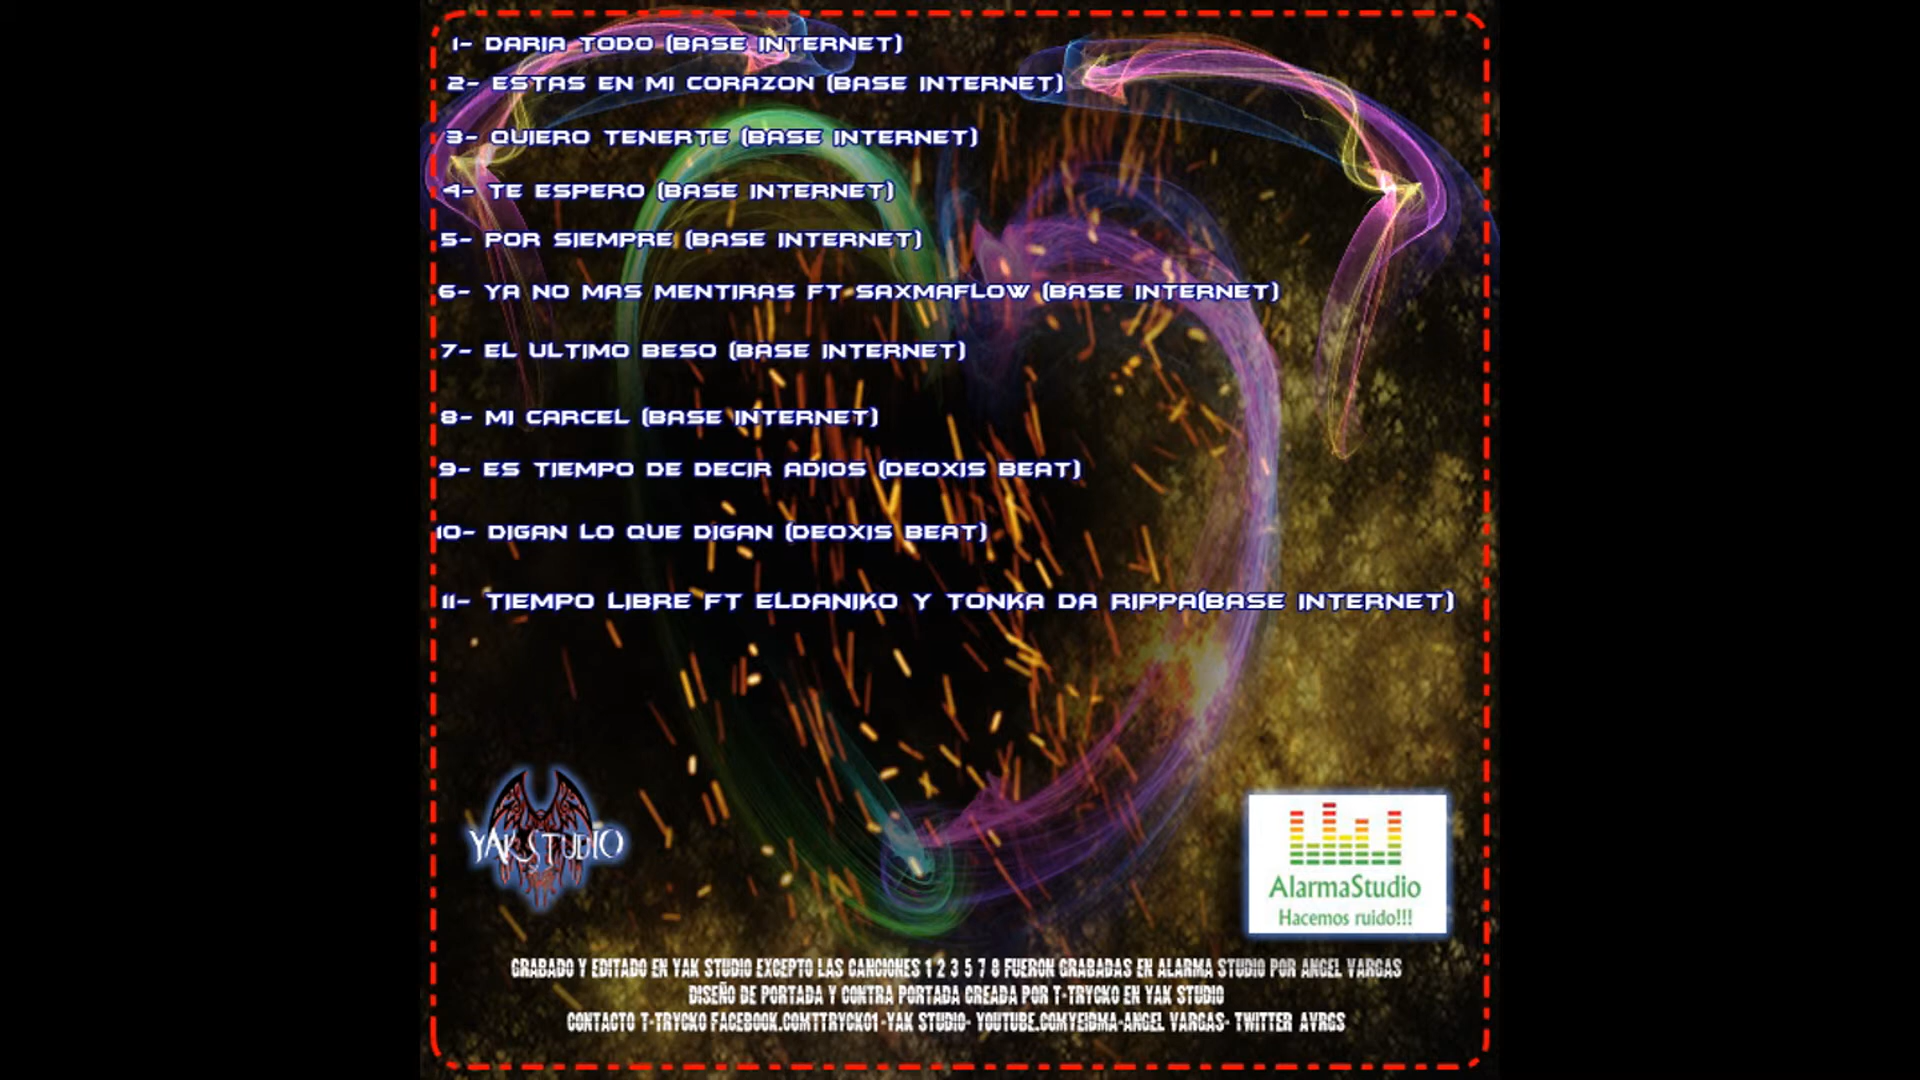 1- DARIA TODO (BASE INTERNET)
2- ESTAS EN MI CORAZON (BASE INTERNET)
3- QUIERO TENERTE (BASE INTERNET)
4- TE ESPERO (BASE INTERNET)
5- POR SIEMPRE (BASE INTERNET)
6- YA NO MAS MENTIRAS FT SAXMAFLOW (BASE INTERNET)
7- EL ULTIMO BESO (BASE INTERNET)
8- MI CARCEL (BASE INTERNET)
9- ES TIEMPO DE DECIR ADIOS (DEOXIS BEAT)
10- DIGAN LO QUE DIGAN (DEOXIS BEAT)
11- TIEMPO LIBRE FT ELDANIKO Y TONKA DA RIPPA(BASE INTERNET)
YAK STUDIO
AlarmaStudio
Hacemos ruido!!!
GRABADO Y EDITADO EN YAK STUDIO EXCEPTO LAS CANCIONES 1 2 3 5 7 8 FUERON GRABADAS EN ALARMA STUDIO POR ANGEL VARGAS
DISEÑO DE PORTADA Y CONTRA PORTADA CREADA POR T-TRYCKO EN YAK STUDIO
CONTACTO T-TRYCKO FACEBOOK.COMTTRYCKO1-YAK STUDIO- YOUTUBE.COMYEIDMA-ANGEL VARGAS- TWITTER AVRGS